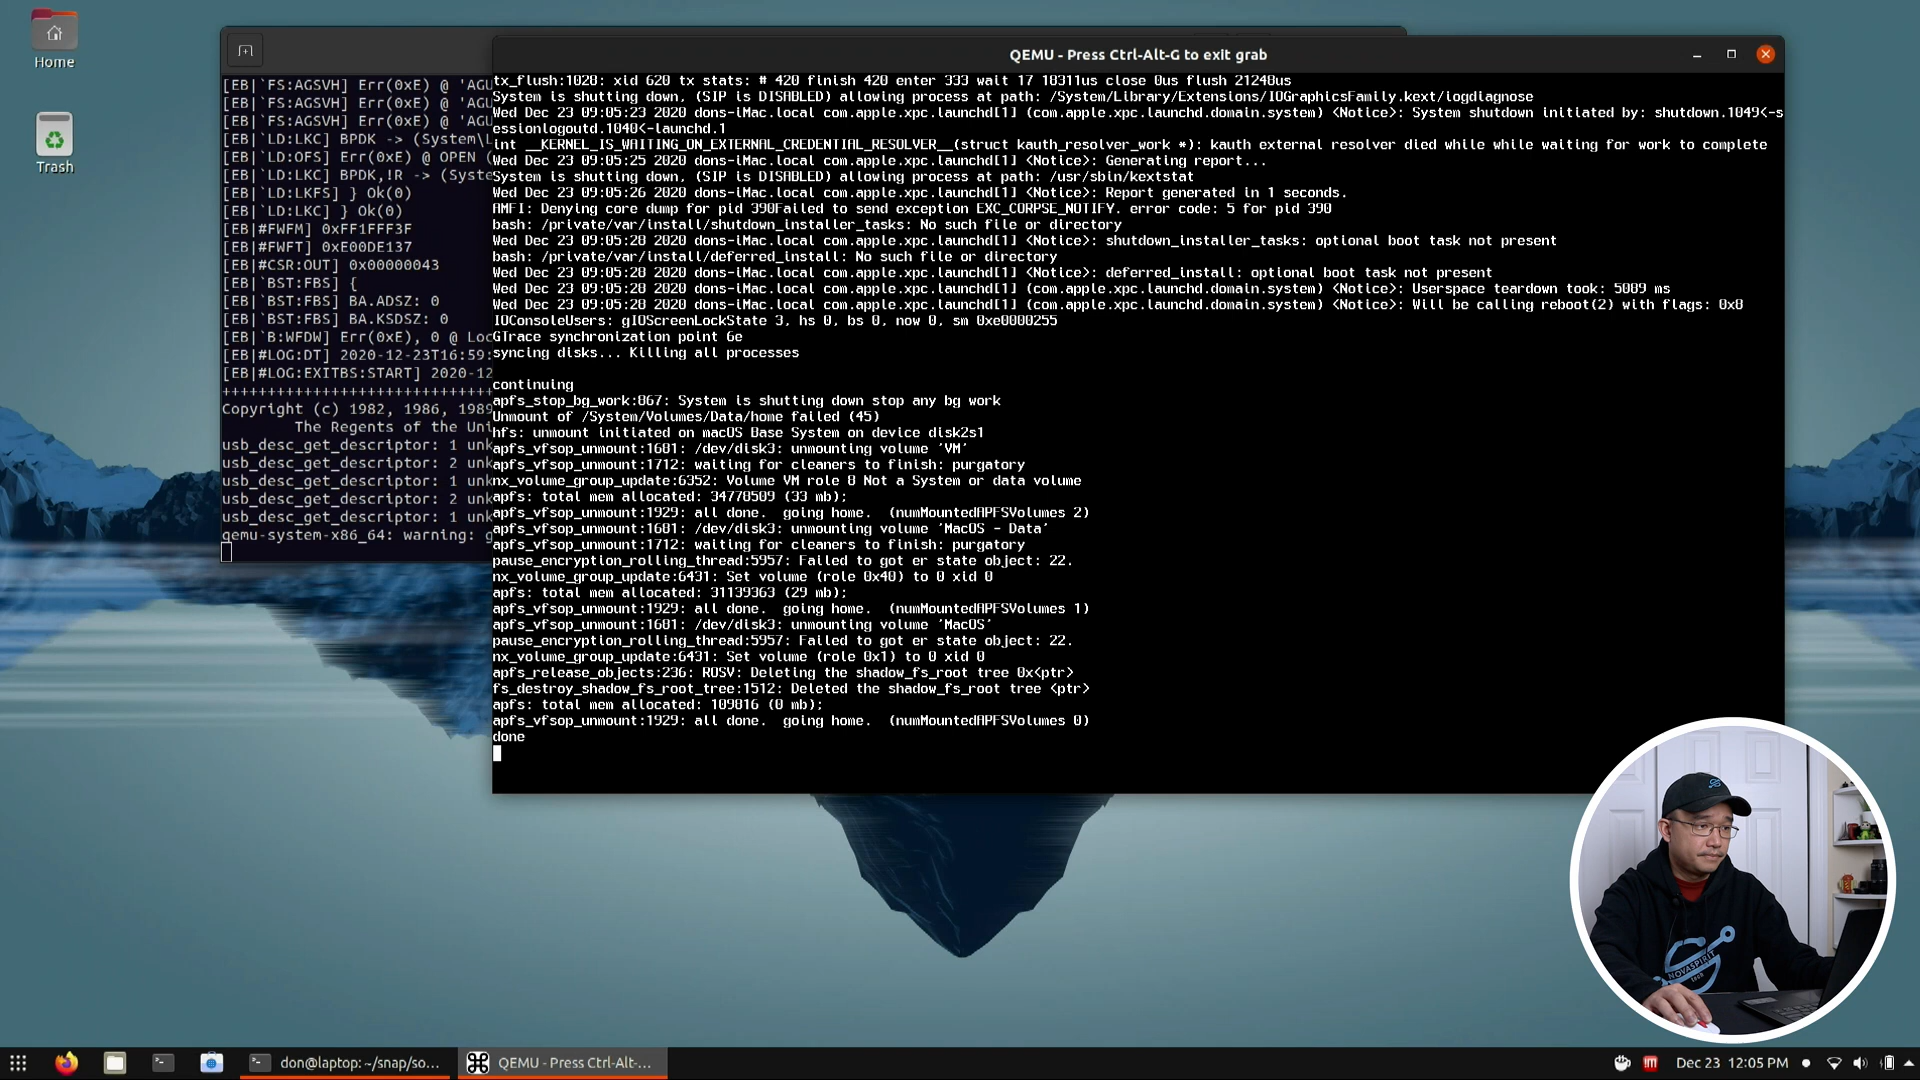 Home
Trash
[EB|`FS:AGSVH] Err(0xE) @ 'AGU
[EB|`FS:AGSVH] Err(0xE) @ 'AGU
[EB|`FS:AGSVH] Err(0xE) @ 'AGU
[EB|`LD:LKC] BPDK -> (System\L
[EB|`LD:OFS] Err(0xE) @ OPEN (
[EB|`LD:LKC] BPDK,!R -> (Syste
[EB|`LD:LKFS] } Ok(0)
[EB|`LD:LKC] } Ok(0)
[EB|#FWFM] 0xFF1FFF3F
[EB|#FWFT] 0xE00DE137
[EB|#CSR:OUT] 0x00000043
[EB|`BST:FBS] {
[EB|`BST:FBS] BA.ADSZ: 0
[EB|`BST:FBS] BA.KSDSZ: 0
[EB|`B:WFDW] Err(0xE), 0 @ Loc
[EB|#LOG:DT] 2020-12-23T16:59:
[EB|#LOG:EXITBS:START] 2020-12
++++++++++++++++++++++++++++++
Copyright (c) 1982, 1986, 1989
The Regents of the Uni
usb_desc_get_descriptor: 1 unk
usb_desc_get_descriptor: 2 unk
usb_desc_get_descriptor: 1 unk
usb_desc_get_descriptor: 2 unk
usb_desc_get_descriptor: 1 unk
qemu-system-x86_64: warning: g
QEMU - Press Ctrl-Alt-G to exit grab
tx_flush:1028: xid 620 tx stats: # 420 finish 420 enter 333 wait 17 18311us close 0us flush 21248us
System is shutting down, (SIP is DISABLED) allowing process at path: /System/Library/Extensions/IOGraphicsFamily.kext/logdiagnose
Wed Dec 23 09:05:23 2020 dons-iMac.local com.apple.xpc.launchd[1] (com.apple.xpc.launchd.domain.system) <Notice>: System shutdown initiated by: shutdown.1049<-s
essionlogoutd.1040<-launchd.1
int __KERNEL_IS_WAITING_ON_EXTERNAL_CREDENTIAL_RESOLVER__(struct kauth_resolver_work *): kauth external resolver died while while waiting for work to complete
Wed Dec 23 09:05:25 2020 dons-iMac.local com.apple.xpc.launchd[1] <Notice>: Generating report...
System is shutting down, (SIP is DISABLED) allowing process at path: /usr/sbin/kextstat
Wed Dec 23 09:05:26 2020 dons-iMac.local com.apple.xpc.launchd[1] <Notice>: Report generated in 1 seconds.
AMFI: Denying core dump for pid 390Failed to send exception EXC_CORPSE_NOTIFY. error code: 5 for pid 390
bash: /private/var/install/shutdown_installer_tasks: No such file or directory
Wed Dec 23 09:05:28 2020 dons-iMac.local com.apple.xpc.launchd[1] <Notice>: shutdown_installer_tasks: optional boot task not present
bash: /private/var/install/deferred_install: No such file or directory
Wed Dec 23 09:05:28 2020 dons-iMac.local com.apple.xpc.launchd[1] <Notice>: deferred_install: optional boot task not present
Wed Dec 23 09:05:28 2020 dons-iMac.local com.apple.xpc.launchd[1] (com.apple.xpc.launchd.domain.system) <Notice>: Userspace teardown took: 5089 ms
Wed Dec 23 09:05:28 2020 dons-iMac.local com.apple.xpc.launchd[1] (com.apple.xpc.launchd.domain.system) <Notice>: Will be calling reboot(2) with flags: 0x8
IOConsoleUsers: gIOScreenLockState 3, hs 0, bs 0, now 0, sm 0xe0000255
GTrace synchronization point 6e
syncing disks... Killing all processes
continuing
apfs_stop_bg_work:867: System is shutting down stop any bg work
Unmount of /System/Volumes/Data/home failed (45)
hfs: unmount initiated on macOS Base System on device disk2s1
apfs_vfsop_unmount:1681: /dev/disk3: unmounting volume 'VM'
apfs_vfsop_unmount:1712: waiting for cleaners to finish: purgatory
nx_volume_group_update:6352: Volume VM role 8 Not a System or data volume
apfs: total mem allocated: 34778509 (33 mb);
apfs_vfsop_unmount:1929: all done.  going home.  (numMountedAPFSVolumes 2)
apfs_vfsop_unmount:1681: /dev/disk3: unmounting volume 'MacOS - Data'
apfs_vfsop_unmount:1712: waiting for cleaners to finish: purgatory
pause_encryption_rolling_thread:5957: Failed to got er state object: 22.
nx_volume_group_update:6431: Set volume (role 0x40) to 0 xid 0
apfs: total mem allocated: 31139363 (29 mb);
apfs_vfsop_unmount:1929: all done.  going home.  (numMountedAPFSVolumes 1)
apfs_vfsop_unmount:1681: /dev/disk3: unmounting volume 'MacOS'
pause_encryption_rolling_thread:5957: Failed to got er state object: 22.
nx_volume_group_update:6431: Set volume (role 0x1) to 0 xid 0
apfs_release_objects:236: ROSV: Deleting the shadow_fs_root tree 0x<ptr>
fs_destroy_shadow_fs_root_tree:1512: Deleted the shadow_fs_root tree <ptr>
apfs: total mem allocated: 109816 (0 mb);
apfs_vfsop_unmount:1929: all done.  going home.  (numMountedAPFSVolumes 0)
done
NOVASPIRIT
TECH
don@laptop: ~/snap/so...
QEMU - Press Ctrl-Alt-...
Dec 23 12:05 PM